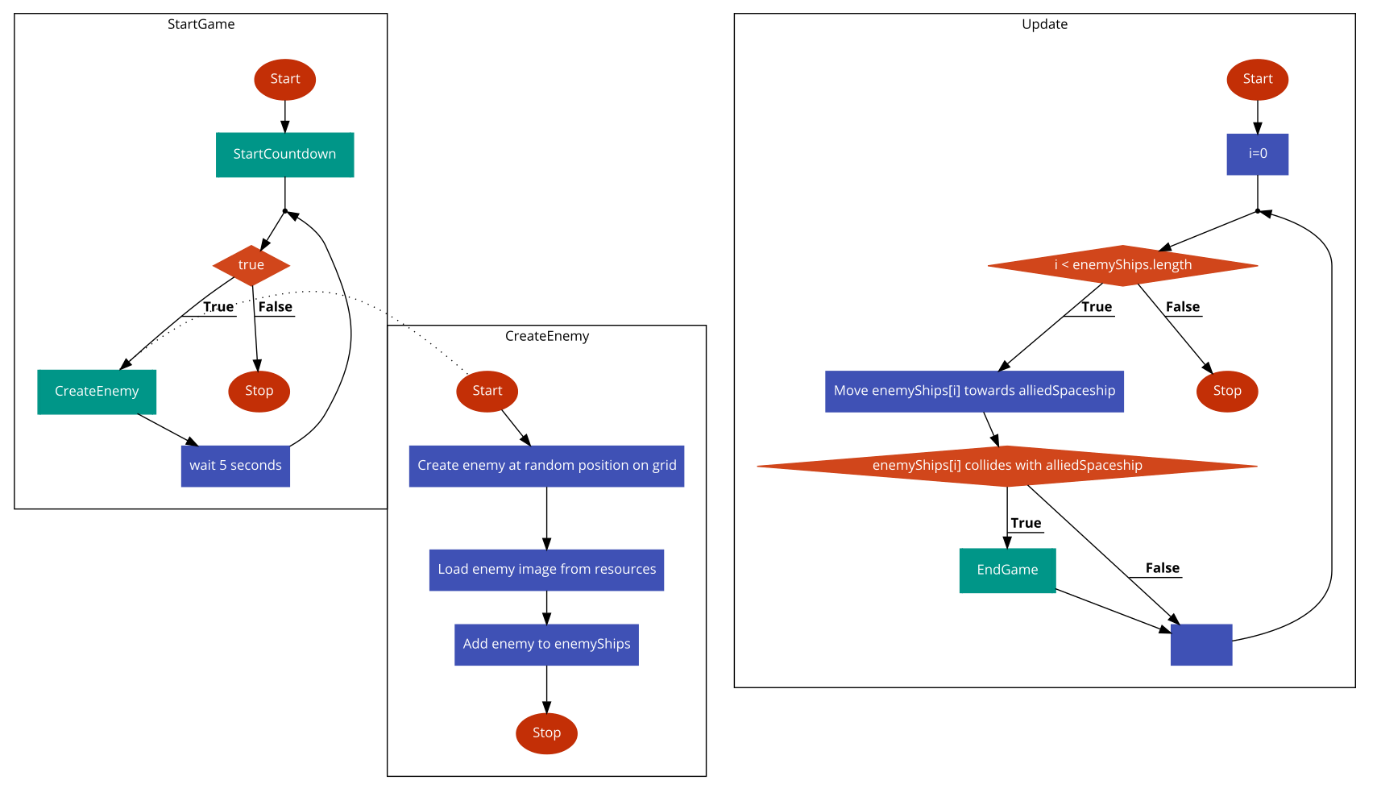 StartGame
Start
StartCountdown
true
True
False
CreateEnemy
Stop
wait 5 seconds
CreateEnemy
Start
Create enemy at random position on grid
Load enemy image from resources
Add enemy to enemyShips
Stop
Update
Start
i=0
i < enemyShips.length
True
False
Move enemyShips[i] towards alliedSpaceship
Stop
enemyShips[i] collides with alliedSpaceship
True
False
EndGame